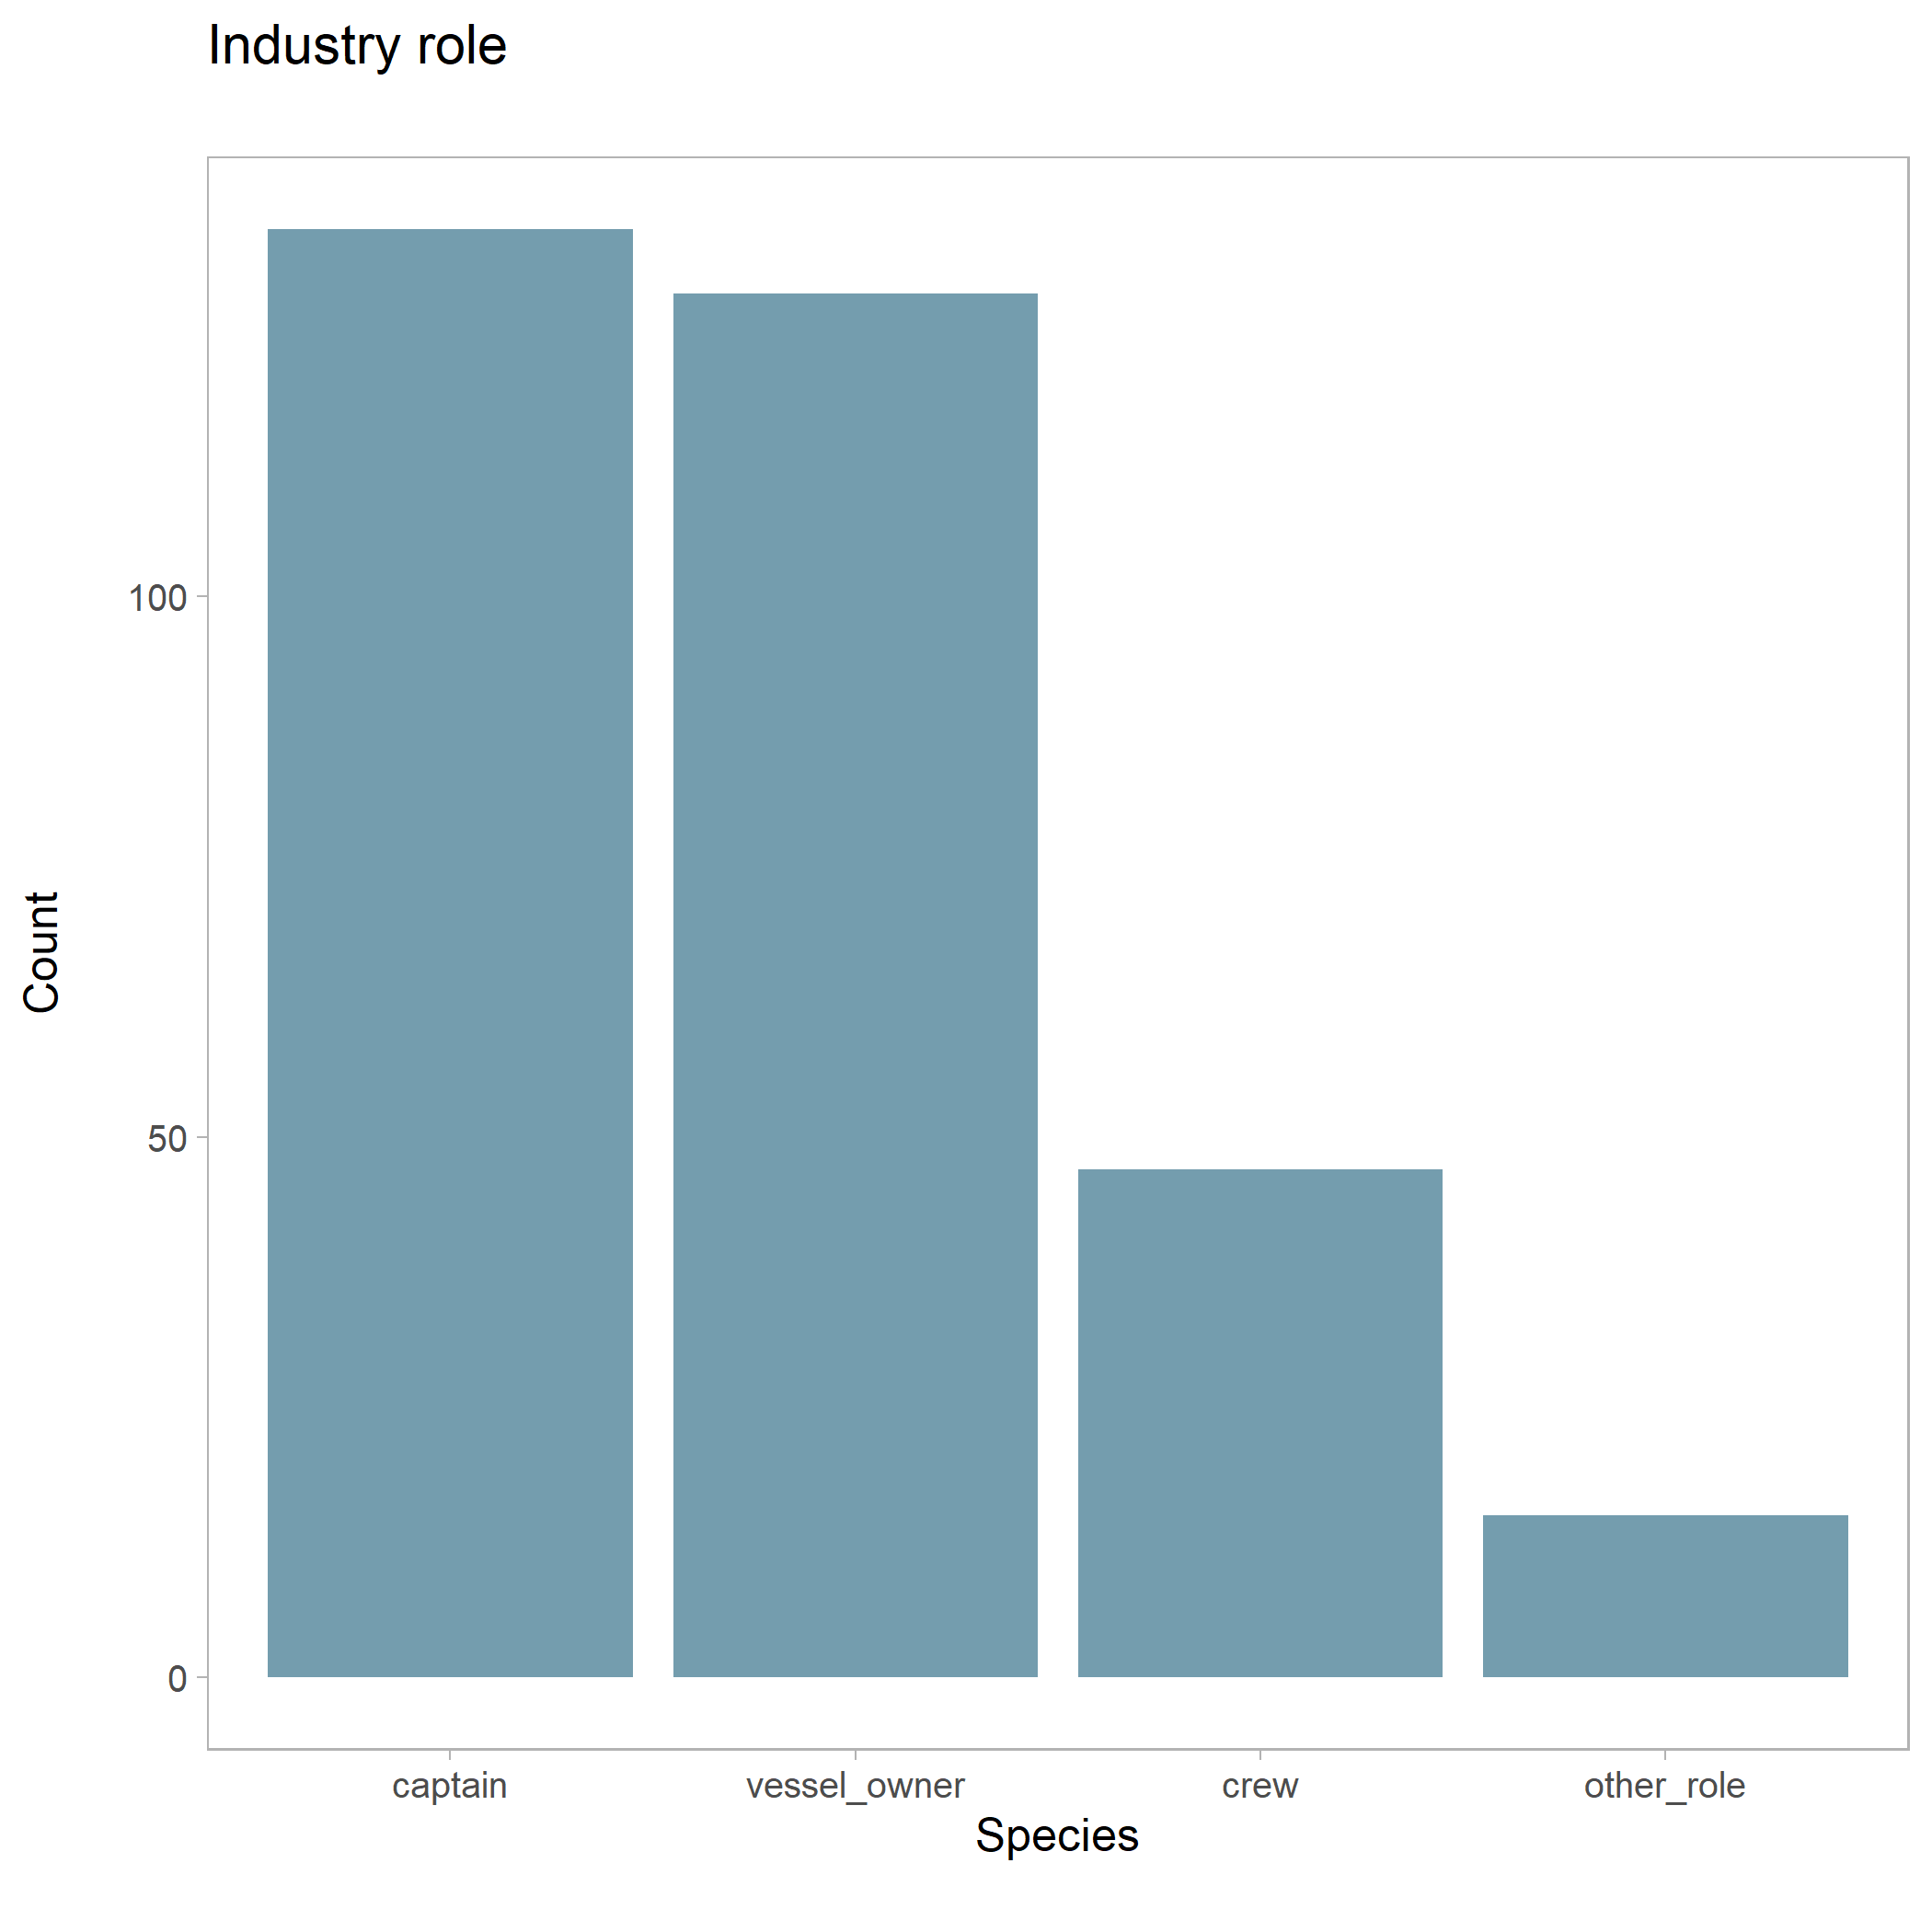 Industry role
Count
100
50
0
captain vessel_owner crew other_role
Species